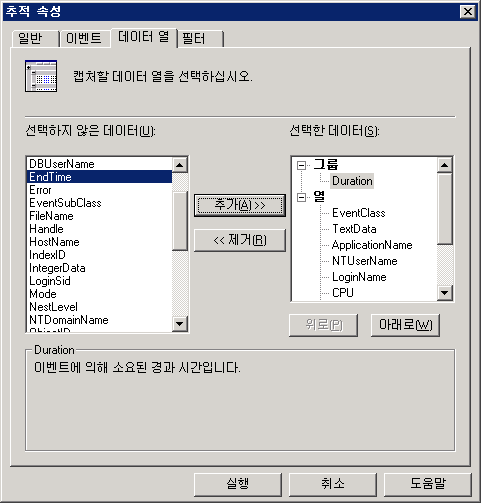 추적 속성
일반 이벤트 데이터 열 필터
캡처할 데이터 열을 선택하십시오.
선택하지 않은 데이터(U):
DBUserName
EndTime
Error
EventSubClass
FileName
Handle
HostName
IndexID
IntegerData
LoginSid
Mode
NestLevel
NTDomainName
ObjectID
추가(A) >>
<< 제거(R)
선택한 데이터(S):
그룹
Duration
열
EventClass
TextData
ApplicationName
NTUserName
LoginName
CPU
위로(P) 아래로(W)
Duration
이벤트에 의해 소요된 경과 시간입니다.
실행 취소 도움말